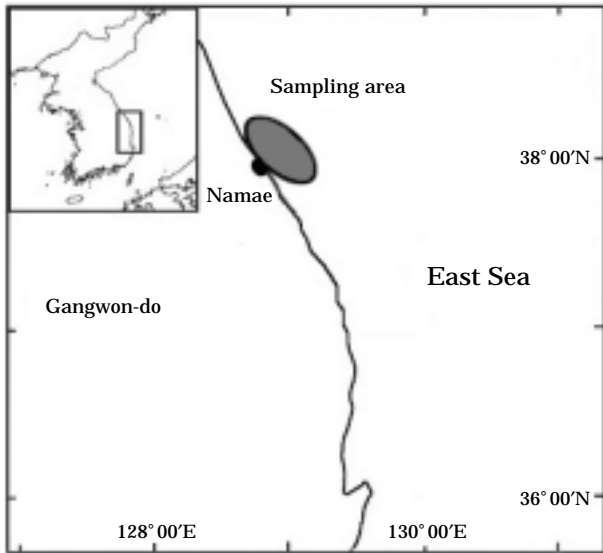 Sampling area
38°00′N
Namae
East Sea
Gangwon-do
36°00′N
128°00′E
130°00′E